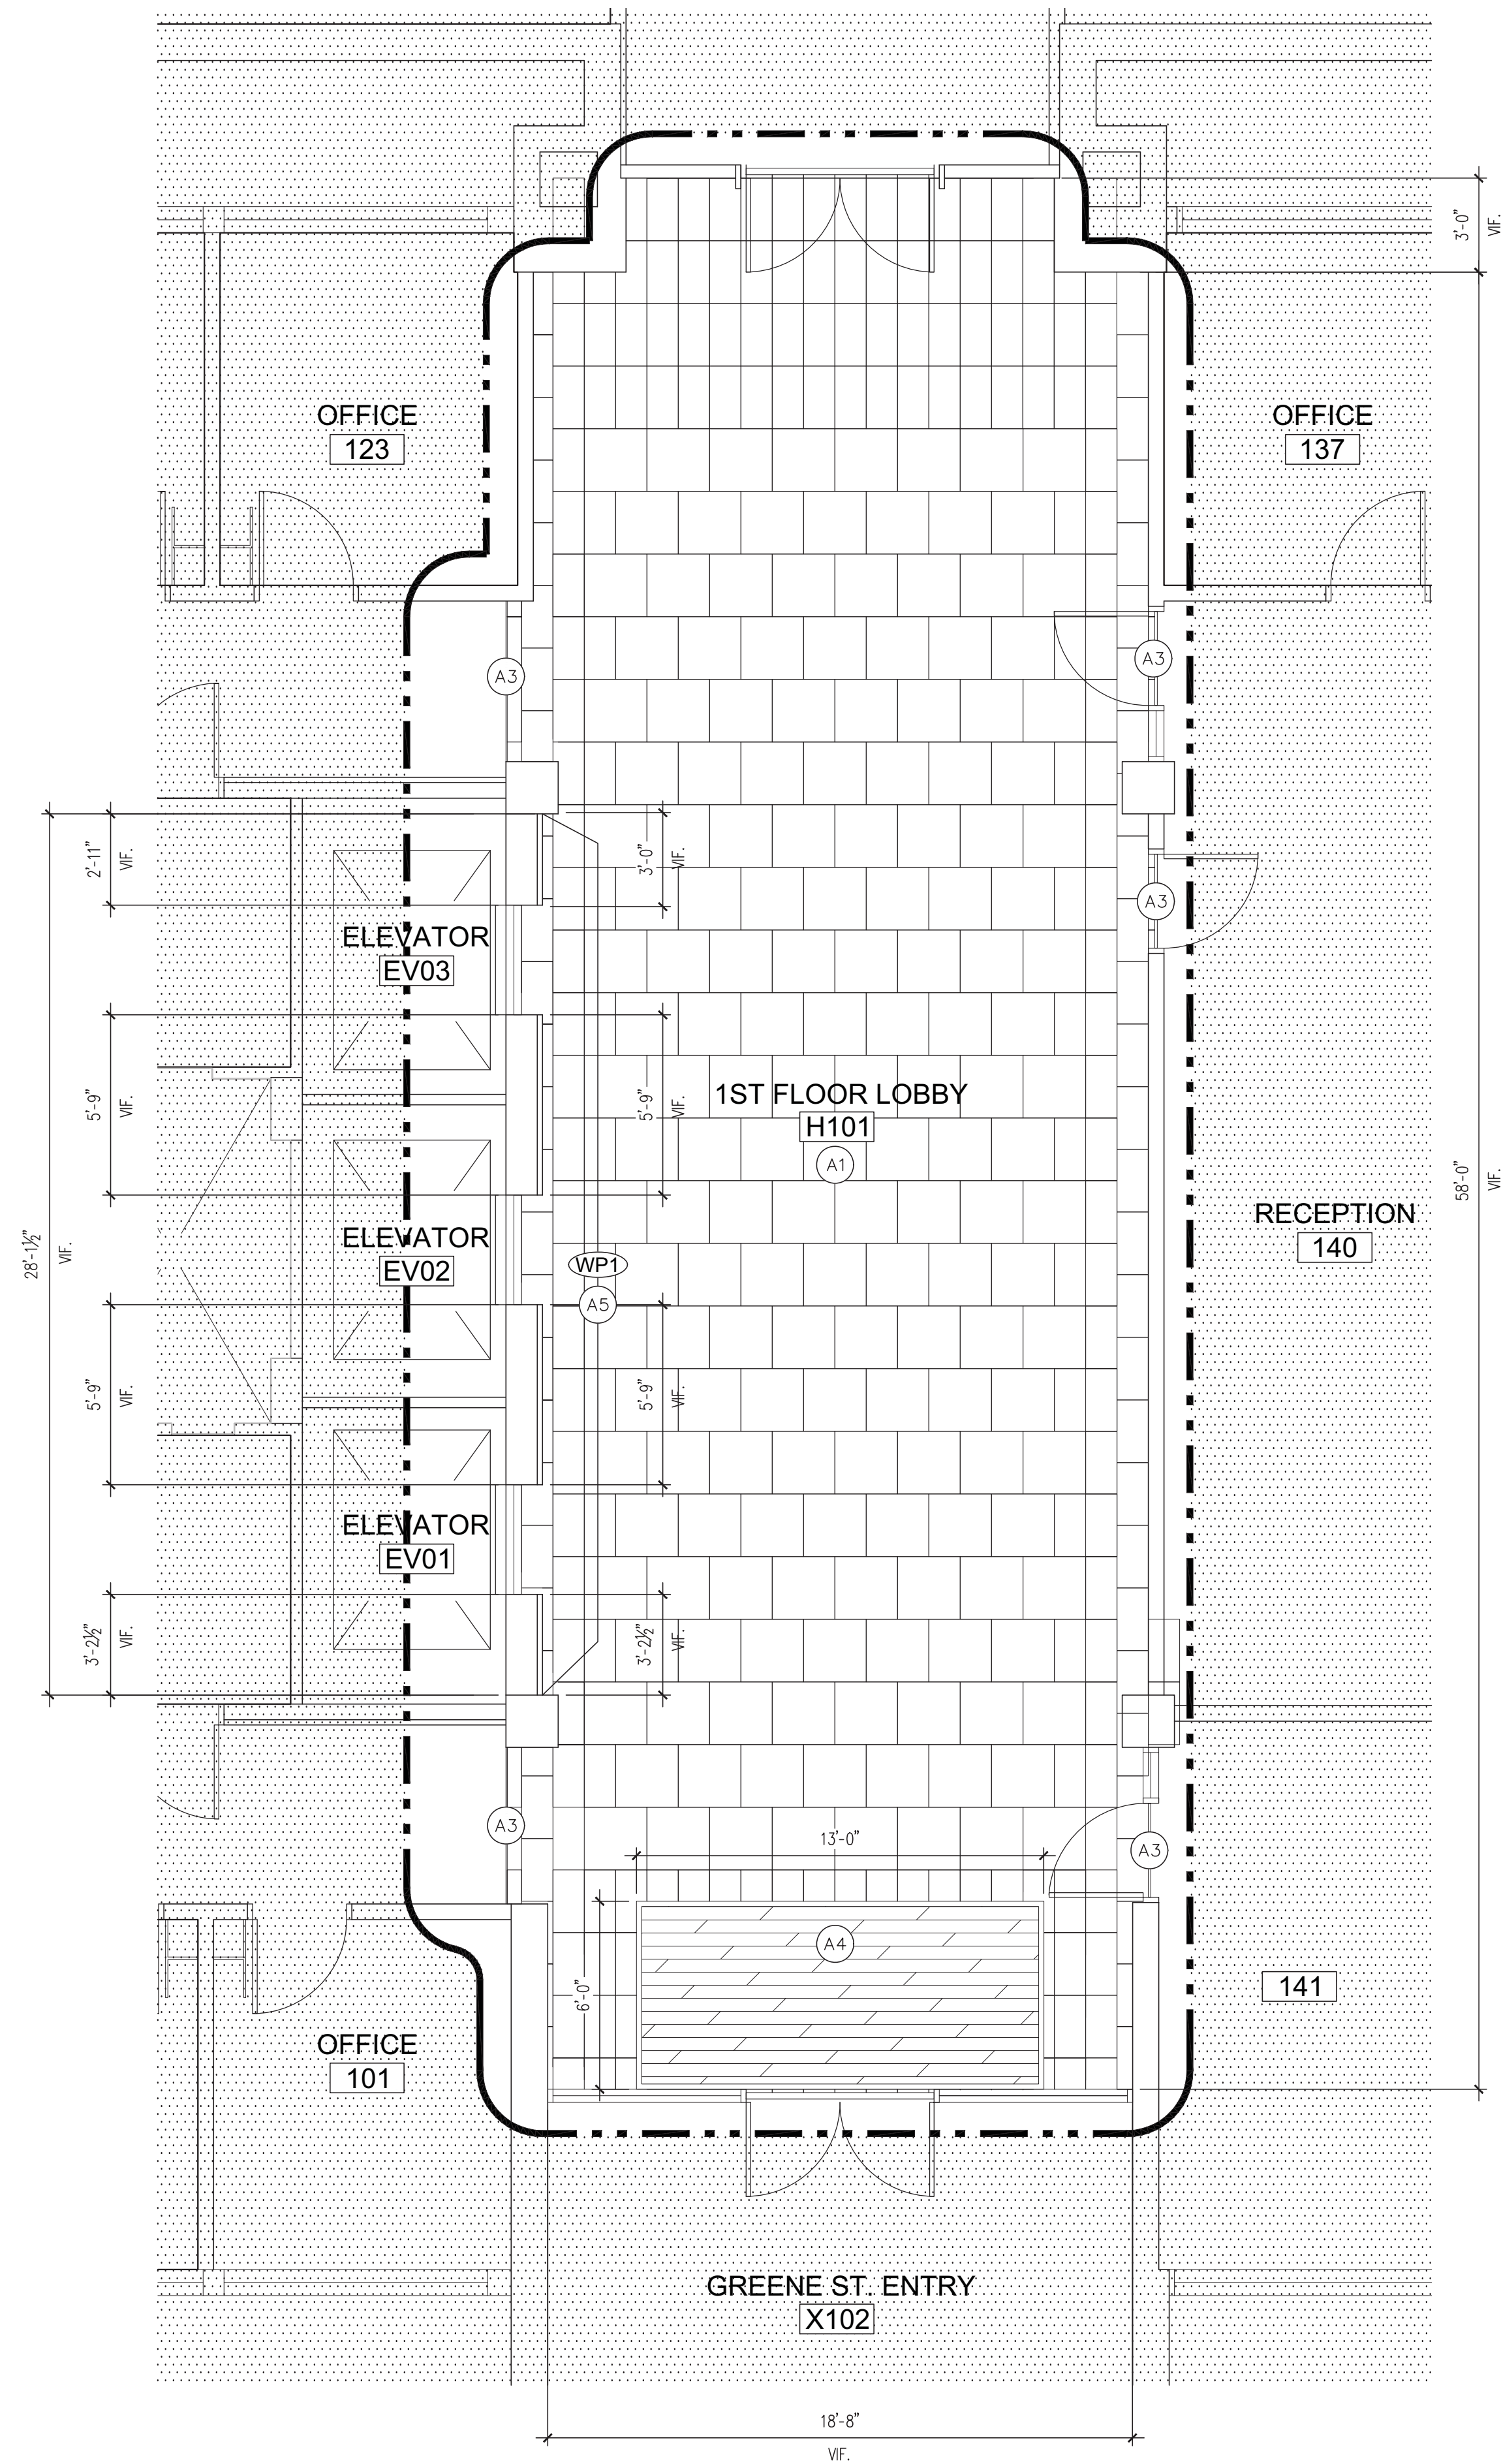 3'-0"
VIF.
OFFICE
123
OFFICE
137
A3
A3
2'-11"
VIF.
3'-0"
VIF.
A3
ELEVATOR
EV03
5'-9"
VIF.
5'-9"
VIF.
1ST FLOOR LOBBY
H101
A1
58'-0"
VIF.
RECEPTION
140
28'-1½"
VIF.
ELEVATOR
EV02
WP1
A5
5'-9"
VIF.
5'-9"
VIF.
ELEVATOR
EV01
3'-2½"
VIF.
3'-2½"
VIF.
A3
13'-0"
A3
A4
6'-0"
141
OFFICE
101
GREENE ST. ENTRY
X102
18'-8"
VIF.